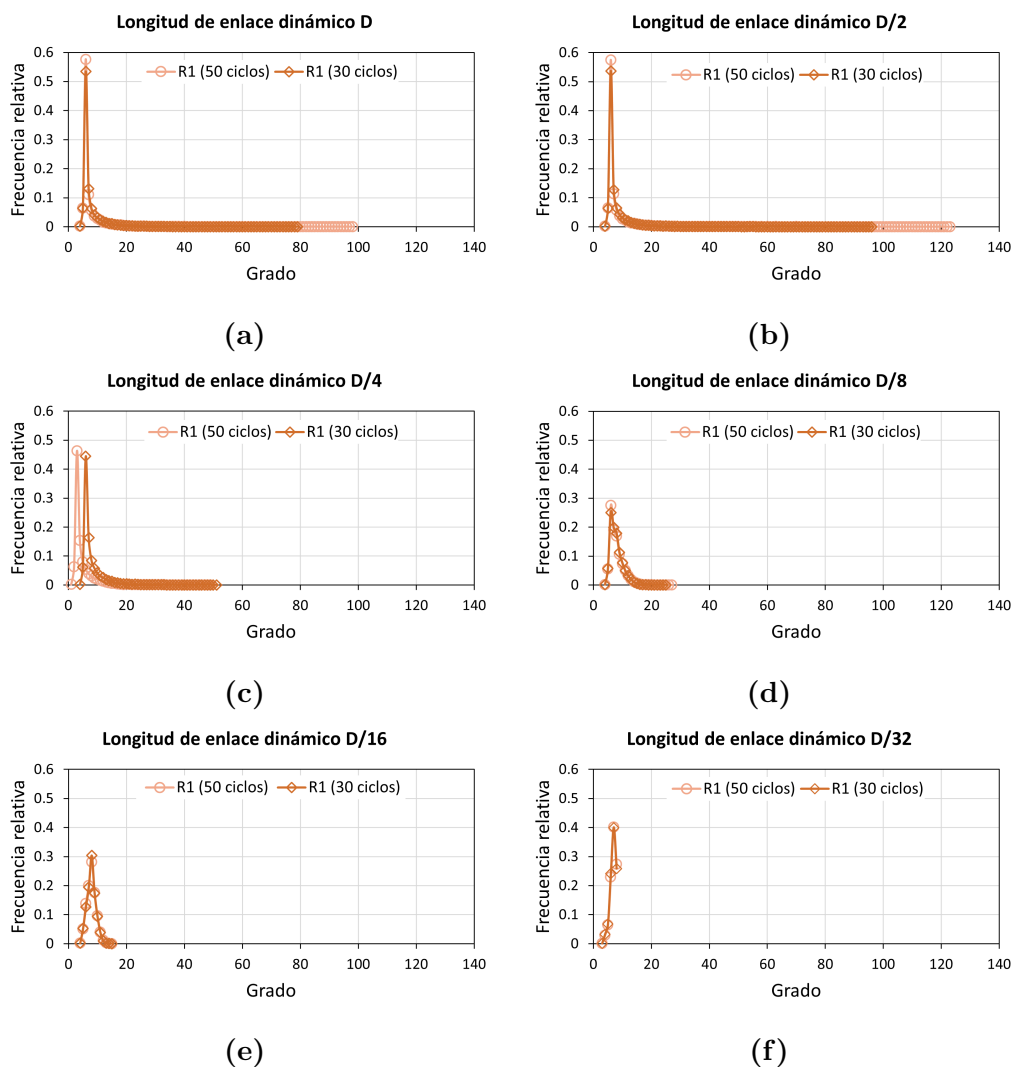 Longitud de enlace dinámico D
Frecuencia relativa
0.6
0.5
0.4
0.3
0.2
0.1
0
R1 (50 ciclos) R1 (30 ciclos)
0 20 40 60 80 100 120 140
Grado
(a)
Longitud de enlace dinámico D/2
Frecuencia relativa
0.6
0.5
0.4
0.3
0.2
0.1
0
R1 (50 ciclos) R1 (30 ciclos)
0 20 40 60 80 100 120 140
Grado
(b)
Longitud de enlace dinámico D/4
Frecuencia relativa
0.6
0.5
0.4
0.3
0.2
0.1
0
R1 (50 ciclos) R1 (30 ciclos)
0 20 40 60 80 100 120 140
Grado
(c)
Longitud de enlace dinámico D/8
Frecuencia relativa
0.6
0.5
0.4
0.3
0.2
0.1
0
R1 (50 ciclos) R1 (30 ciclos)
0 20 40 60 80 100 120 140
Grado
(d)
Longitud de enlace dinámico D/16
Frecuencia relativa
0.6
0.5
0.4
0.3
0.2
0.1
0
R1 (50 ciclos) R1 (30 ciclos)
0 20 40 60 80 100 120 140
Grado
(e)
Longitud de enlace dinámico D/32
Frecuencia relativa
0.6
0.5
0.4
0.3
0.2
0.1
0
R1 (50 ciclos) R1 (30 ciclos)
0 20 40 60 80 100 120 140
Grado
(f)